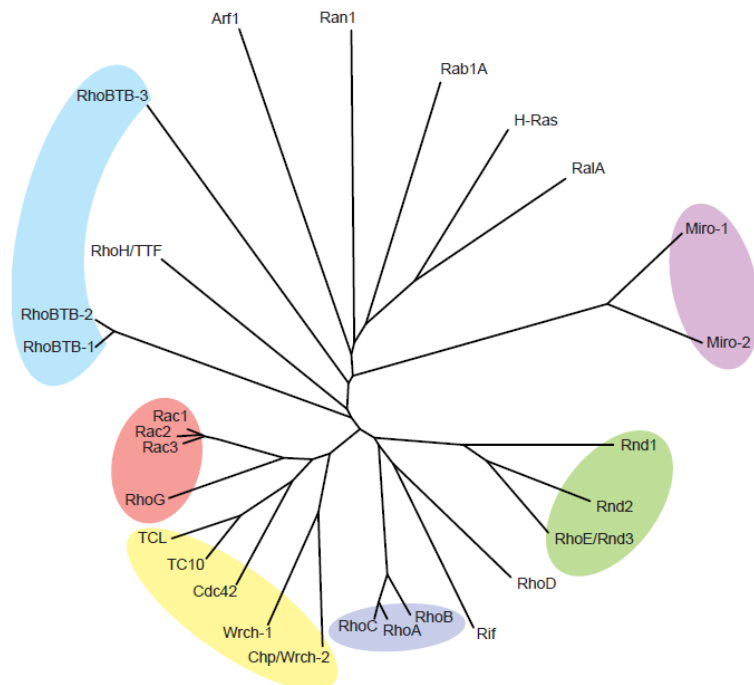 Arf1
Ran1
Rab1A
RhoBTB-3
H-Ras
RalA
Miro-1
RhoH/TTF
RhoBTB-2
Miro-2
RhoBTB-1
Rac1
Rac2
Rac3
Rnd1
RhoG
Rnd2
TCL
RhoE/Rnd3
TC10
RhoD
Cdc42
RhoB
RhoC
RhoA
Wrch-1
Rif
Chp/Wrch-2